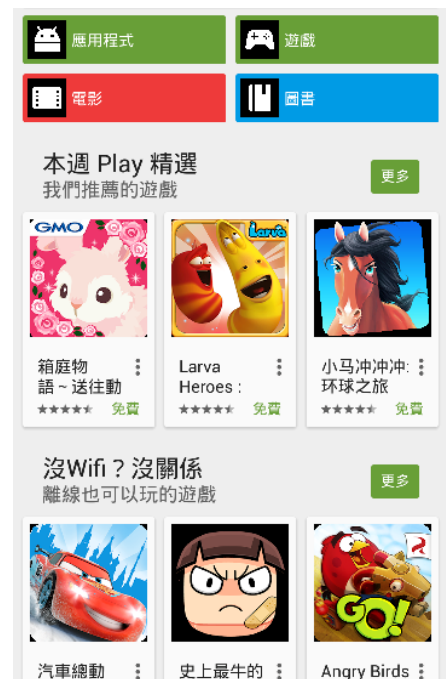 應用程式
遊戲
電影
圖書
本週 Play 精選
我們推薦的遊戲
更多
GMO
Larva
箱庭物
語~送往動
免費
Larva
Heroes :
免費
小马冲冲冲:
环球之旅
免費
沒Wifi？沒關係
離線也可以玩的遊戲
更多
GO!
汽車總動
史上最牛的
Angry Birds